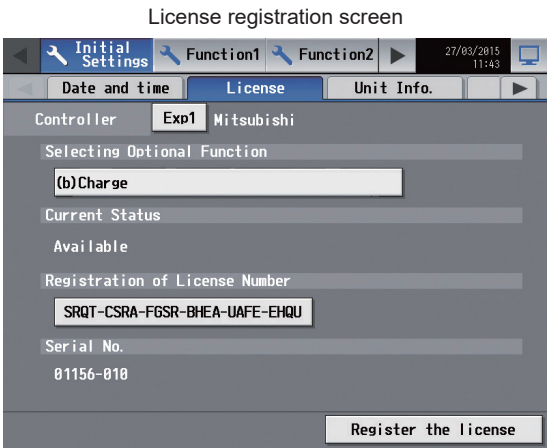 License registration screen
Initial Settings Function1 Function2 27/03/2015 11:43
Date and time License Unit Info.
Controller Exp1 Mitsubishi
Selecting Optional Function
(b)Charge
Current Status
Available
Registration of License Number
SRQT-CSRA-FGSR-BHEA-UAFE-EHQU
Serial No.
01156-010
Register the license